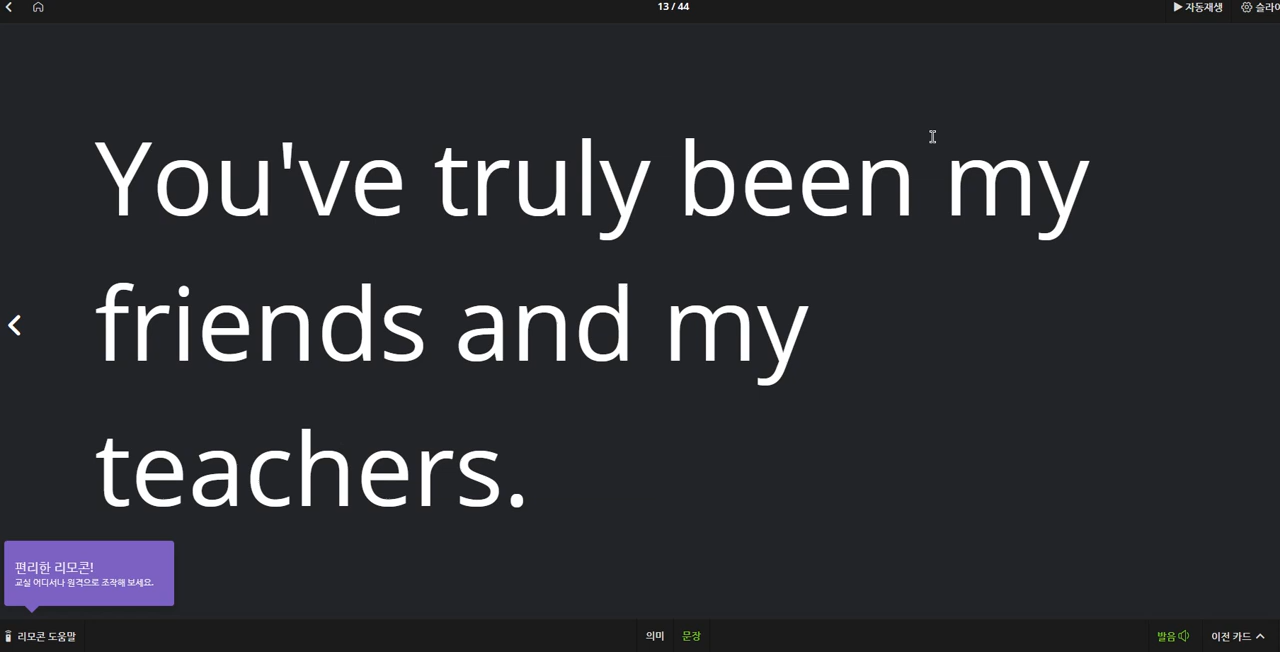 13 / 44
자동재생
슬라이
You've truly been my
friends and my
teachers.
편리한 리모콘!
교실 어디서나 원격으로 조작해 보세요.
리모콘 도움말
의미
문장
발음
이전 카드